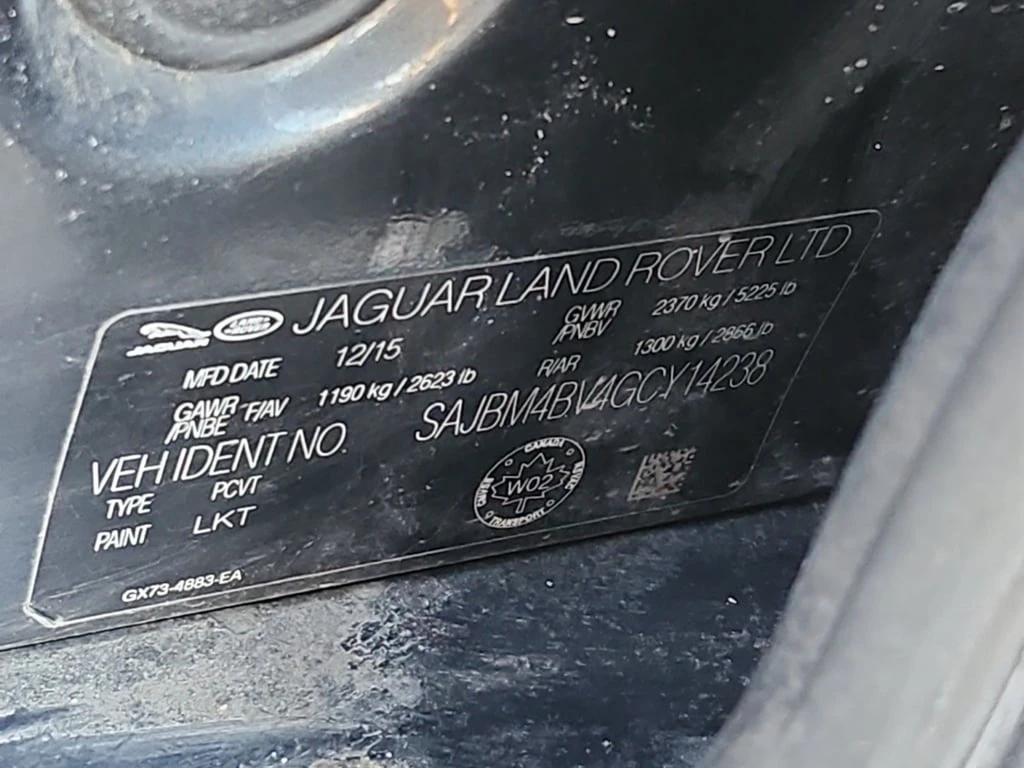 JAGUAR LAND ROVER JAGUAR LAND ROVER LTD
MFD DATE 12/15 GVWR /PNBV 2370 kg / 5225 lb
GAWR /PNBE F/AV 1190 kg / 2623 lb R/AR 1300 kg / 2866 lb
VEH IDENT NO. SAJBM4BV4GCY14238
TYPE PCVT
PAINT LKT
CANADA
W02
TRANSPORT
GX73-4883-EA